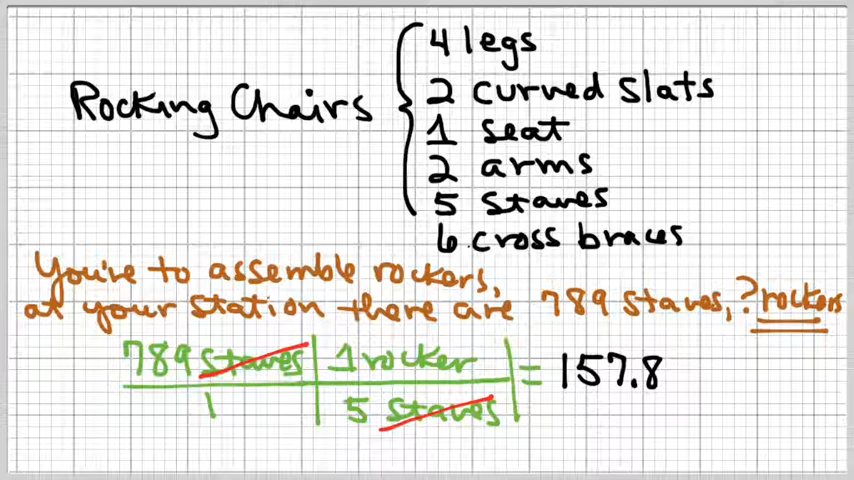 Rocking Chairs
4 legs
2 curved slats
1 seat
2 arms
5 staves
6 cross braces
You're to assemble rockers,
at your station there are 789 staves, ? rockers
789 staves | 1 rocker | = 157.8
1 | 5 staves |